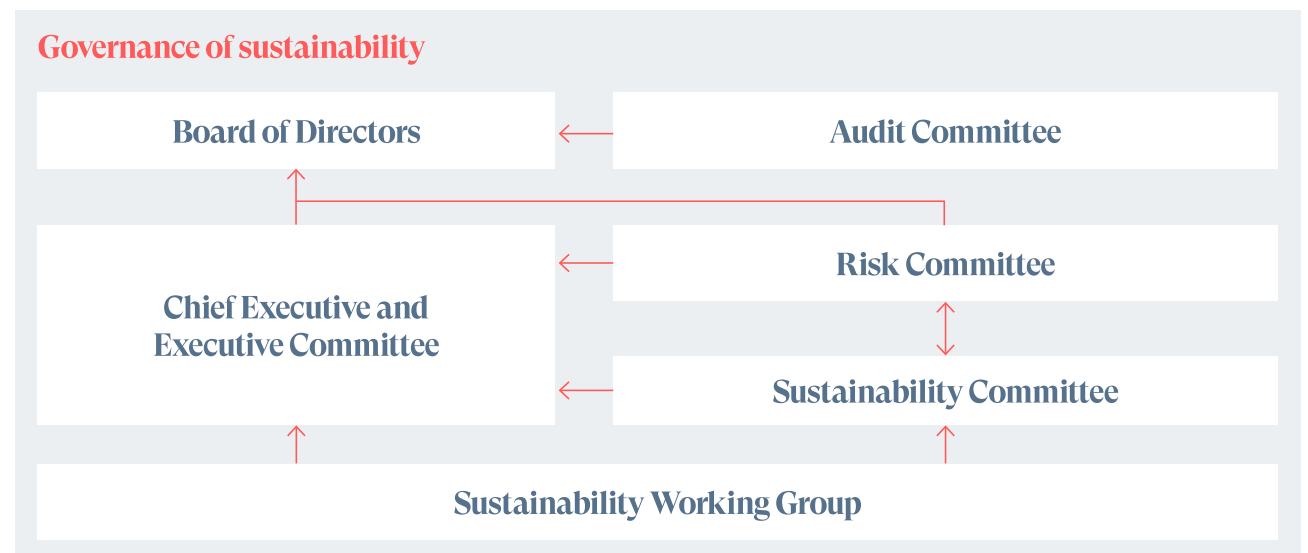 Governance of sustainability
Board of Directors
Audit Committee
Risk Committee
Chief Executive and
Executive Committee
Sustainability Committee
Sustainability Working Group